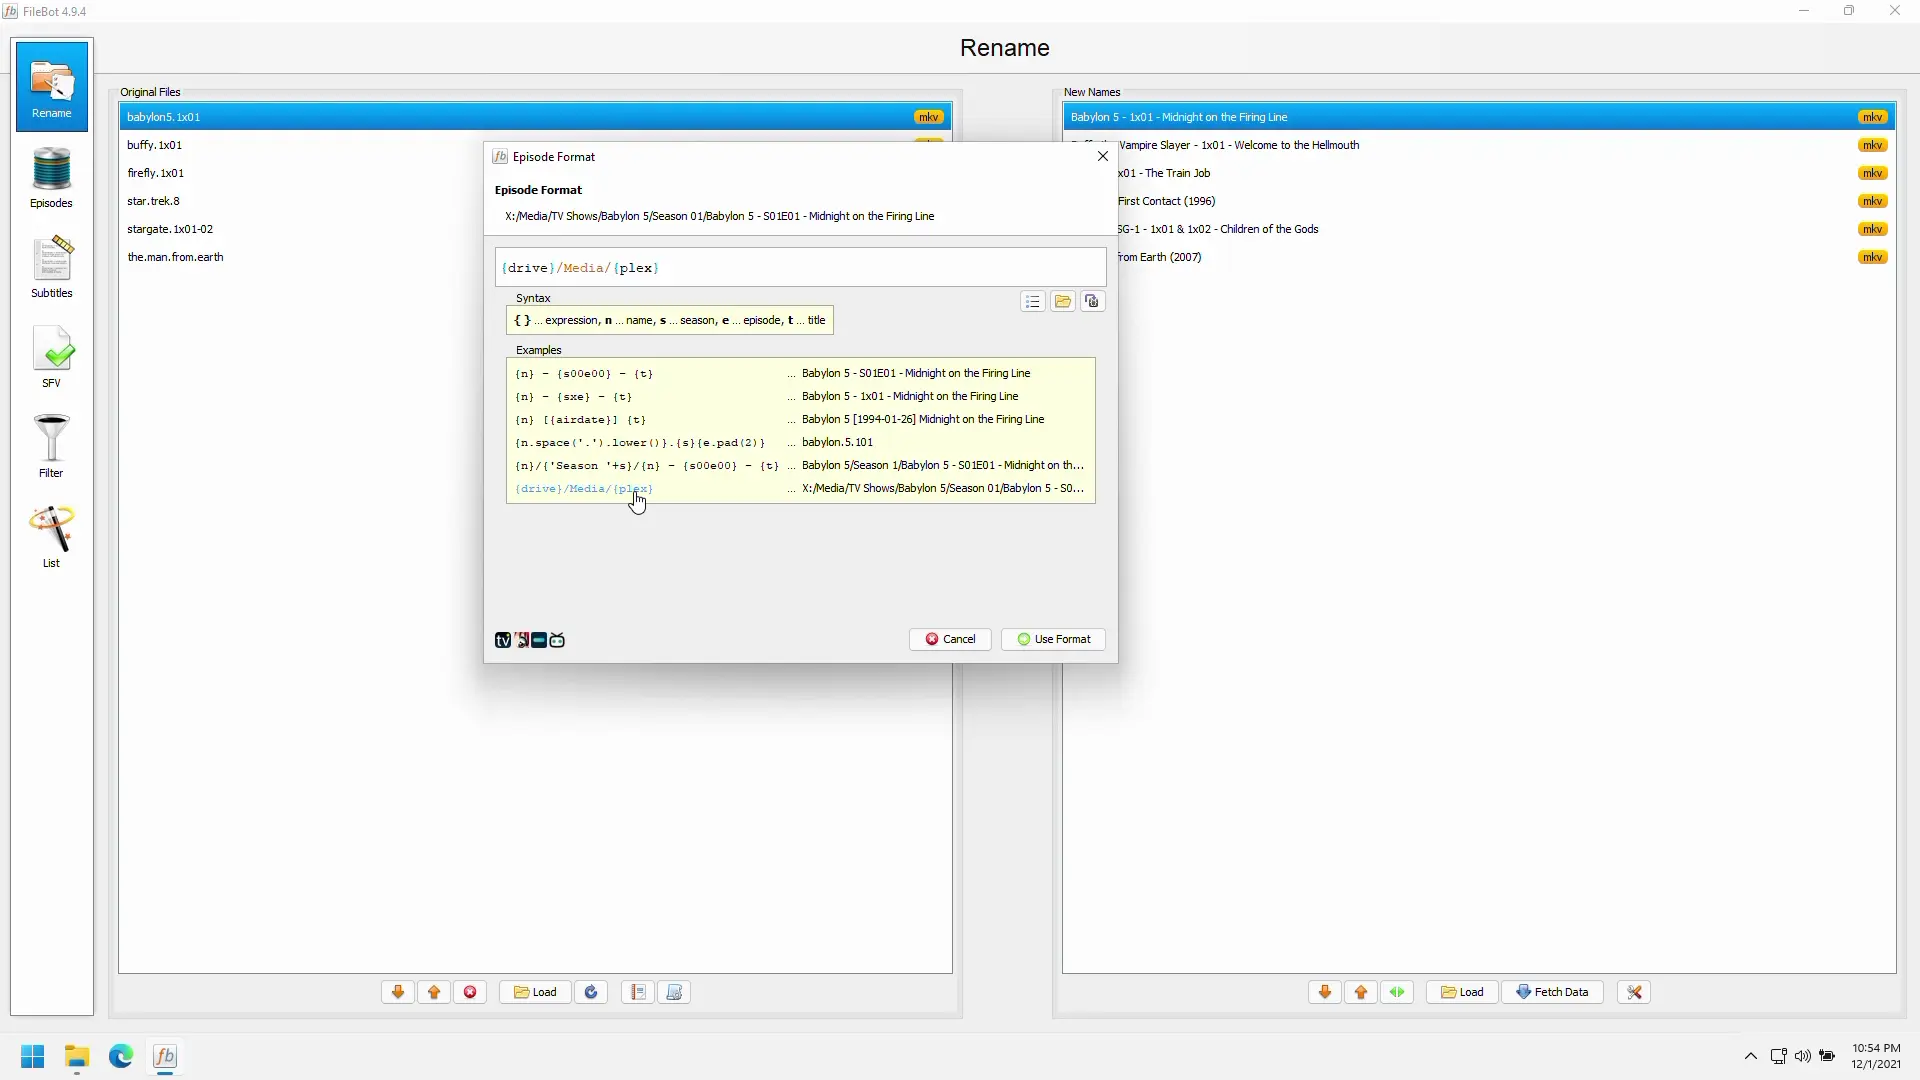 FileBot 4.9.4
Rename
Rename
Episodes
Subtitles
SFV
Filter
List
Original Files
babylon5.1x01 mkv
buffy.1x01
firefly.1x01
star.trek.8
stargate.1x01-02
the.man.from.earth
Load
New Names
Babylon 5 - 1x01 - Midnight on the Firing Line mkv
Vampire Slayer - 1x01 - Welcome to the Hellmouth mkv
x01 - The Train Job mkv
First Contact (1996) mkv
SG-1 - 1x01 & 1x02 - Children of the Gods mkv
from Earth (2007) mkv
Load Fetch Data
Episode Format
Episode Format
X:/Media/TV Shows/Babylon 5/Season 01/Babylon 5 - S01E01 - Midnight on the Firing Line
{drive}/Media/{plex}
Syntax
{ } ... expression, n ... name, s ... season, e ... episode, t ... title
Examples
{n} - {s00e00} - {t} ... Babylon 5 - S01E01 - Midnight on the Firing Line
{n} - {sxe} - {t} ... Babylon 5 - 1x01 - Midnight on the Firing Line
{n} [{airdate}] {t} ... Babylon 5 [1994-01-26] Midnight on the Firing Line
{n.space('.').lower()}.{s}{e.pad(2)} ... babylon.5.101
{n}/{'Season '+s}/{n} - {s00e00} - {t} ... Babylon 5/Season 1/Babylon 5 - S01E01 - Midnight on th...
{drive}/Media/{plex} ... X:/Media/TV Shows/Babylon 5/Season 01/Babylon 5 - S0...
tv
Cancel Use Format
fb
10:54 PM
12/1/2021